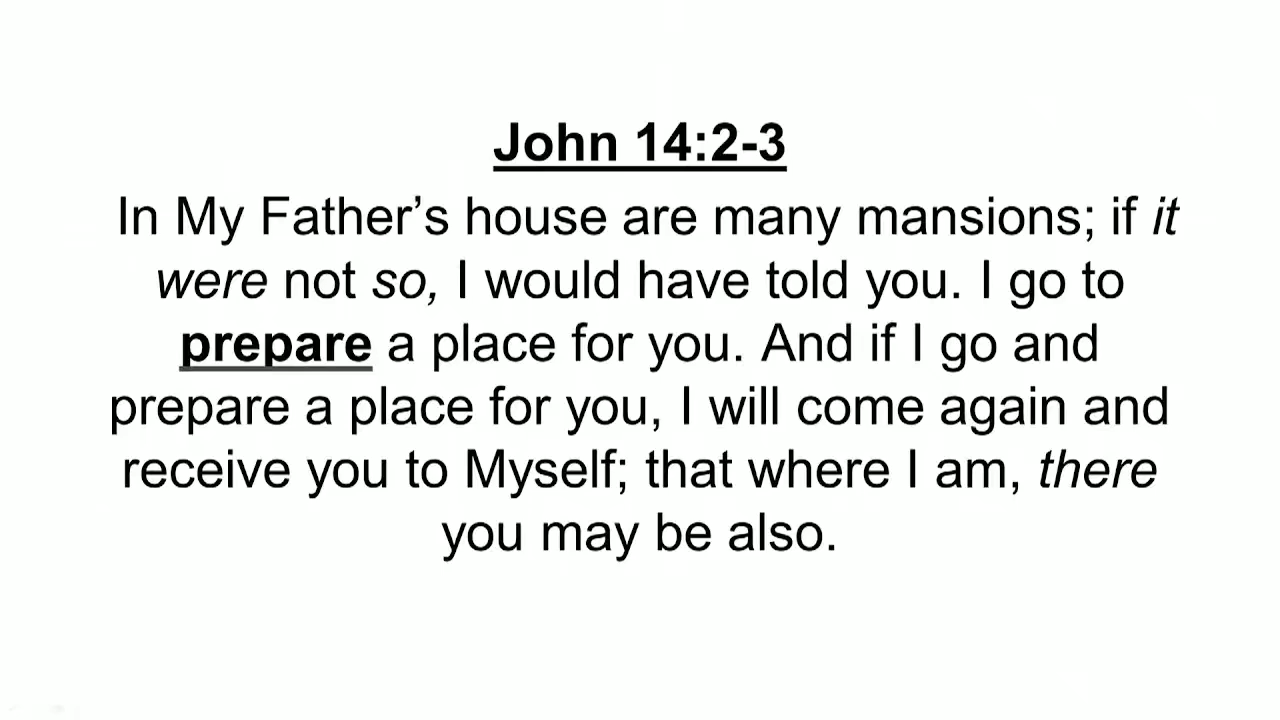 John 14:2-3
In My Father’s house are many mansions; if it
were not so, I would have told you. I go to
prepare a place for you. And if I go and
prepare a place for you, I will come again and
receive you to Myself; that where I am, there
you may be also.